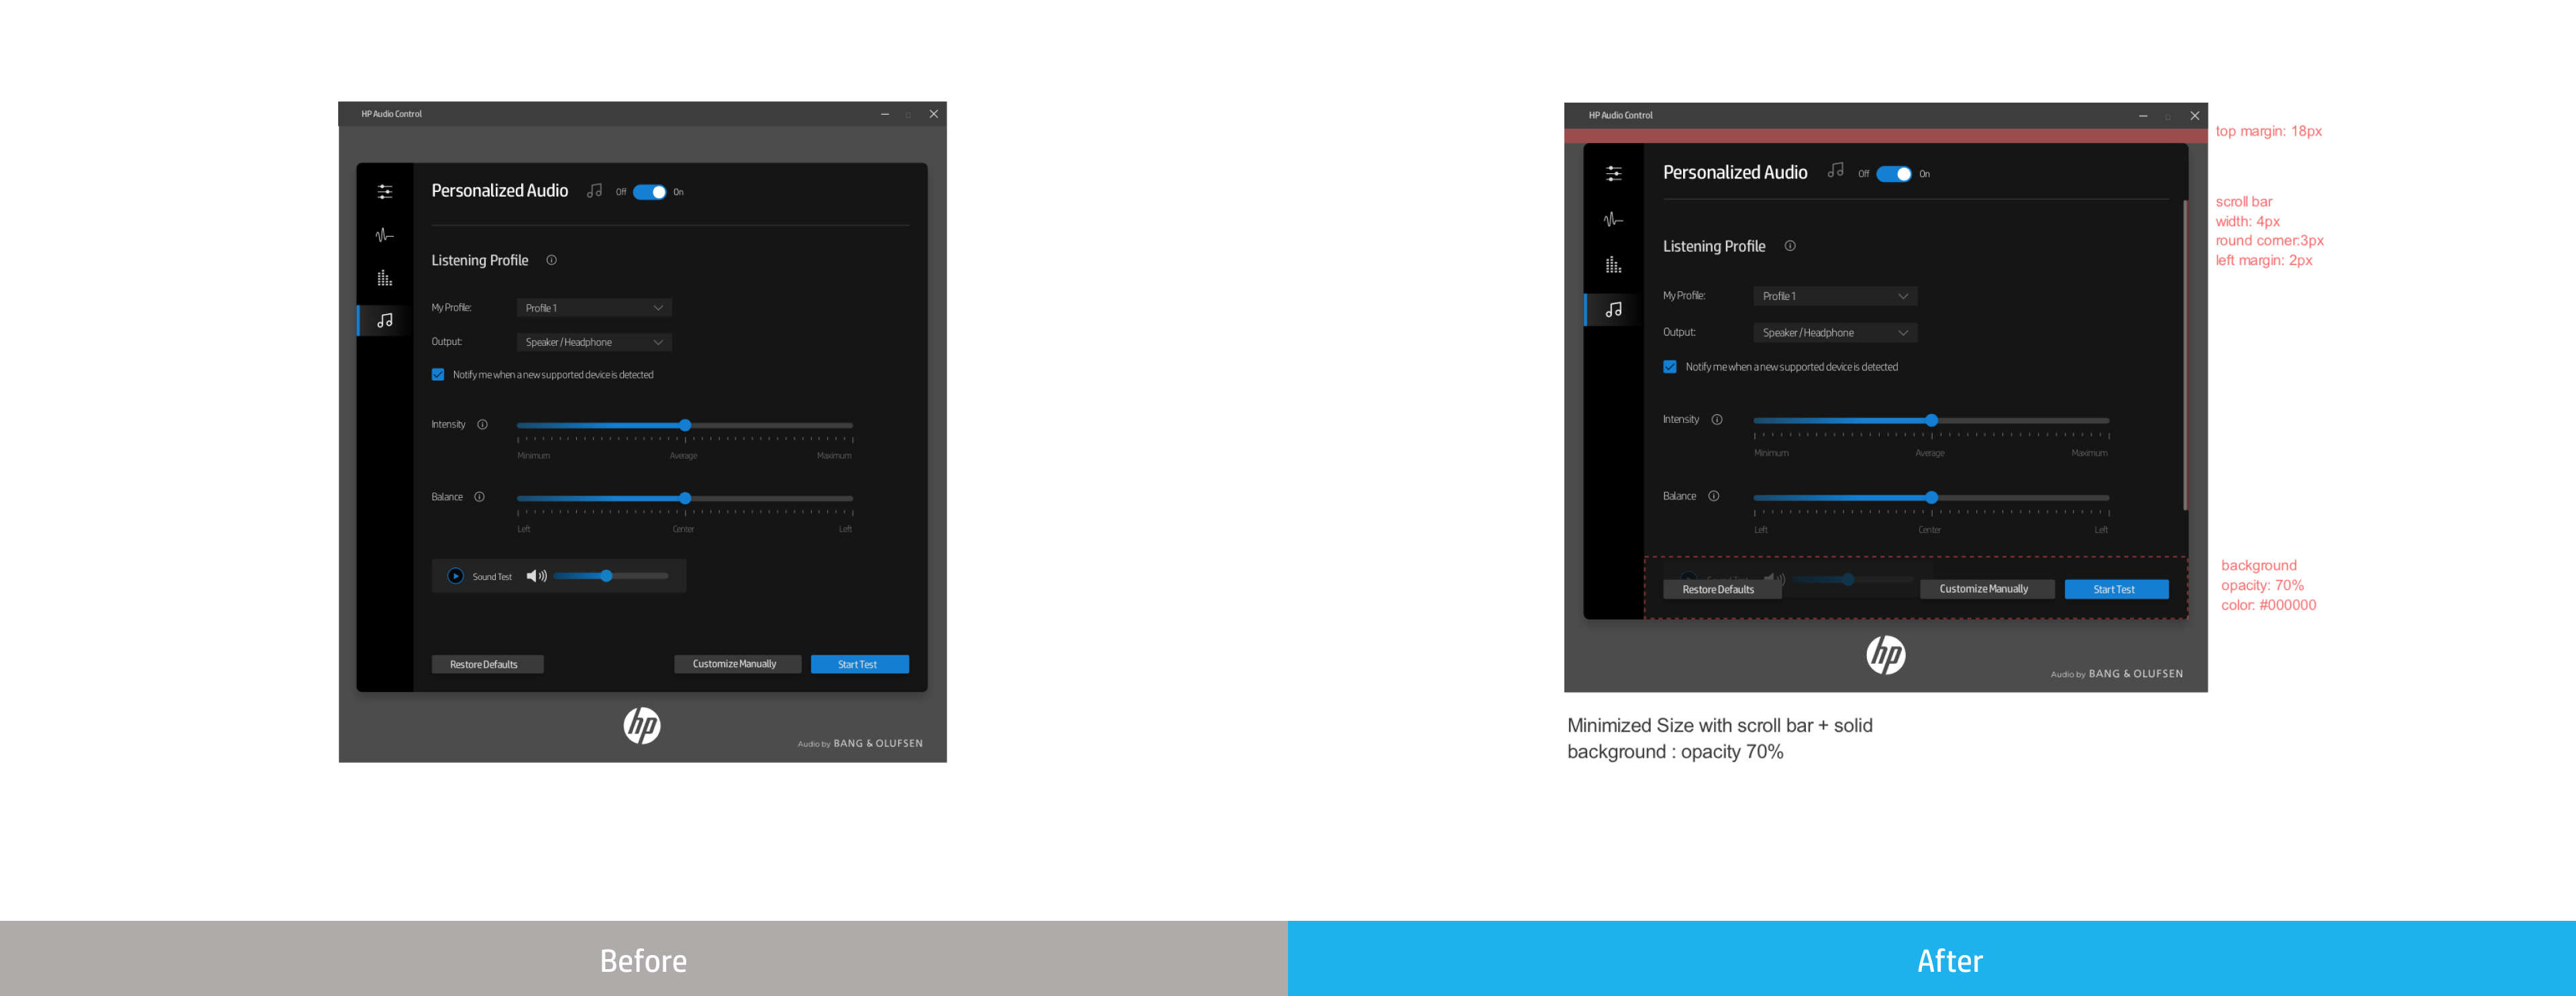 HP Audio Control
Personalized Audio
Off
On
Listening Profile
My Profile:
Profile 1
Output:
Speaker / Headphone
Notify me when a new supported device is detected
Intensity
Minimum
Average
Maximum
Balance
Left
Center
Left
Sound Test
Restore Defaults
Customize Manually
Start Test
hp
Audio by BANG & OLUFSEN
Before
HP Audio Control
Personalized Audio
Off
On
Listening Profile
My Profile:
Profile 1
Output:
Speaker / Headphone
Notify me when a new supported device is detected
Intensity
Minimum
Average
Maximum
Balance
Left
Center
Left
Restore Defaults
Customize Manually
Start Test
hp
Audio by BANG & OLUFSEN
top margin: 18px
scroll bar
width: 4px
round corner:3px
left margin: 2px
background
opacity: 70%
color: #000000
Minimized Size with scroll bar + solid
background : opacity 70%
After